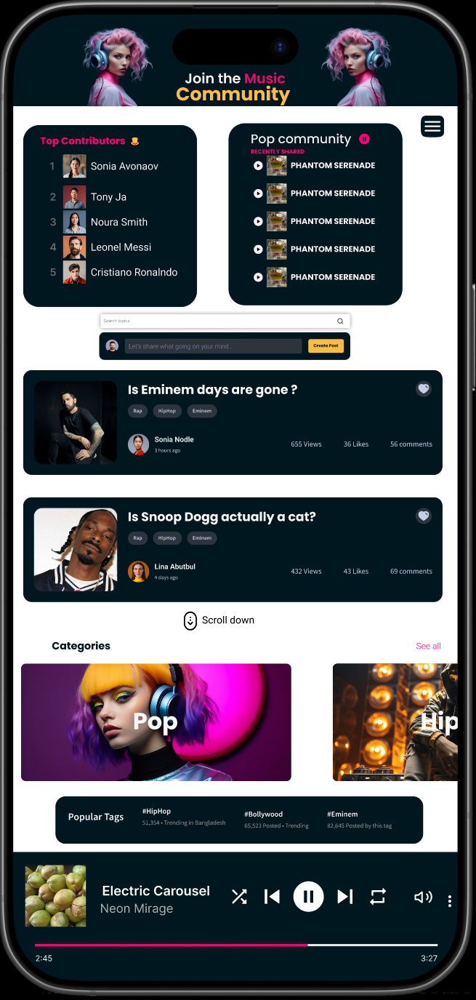 Join the Music
Community
Top Contributors
1 Sonia Avonaov
2 Tony Ja
3 Noura Smith
4 Leonel Messi
5 Cristiano Ronalndo
Pop community
RECENTLY SHARED
PHANTOM SERENADE
PHANTOM SERENADE
PHANTOM SERENADE
PHANTOM SERENADE
PHANTOM SERENADE
Search topics
Let's share what going on your mind...
Create Post
Is Eminem days are gone ?
Rap HipHop Eminem
Sonia Nodle
3 hours ago
655 Views 36 Likes 56 comments
Is Snoop Dogg actually a cat?
Rap HipHop Eminem
Lina Abutbul
4 days ago
432 Views 43 Likes 69 comments
Scroll down
Categories
See all
Pop
Hip
Popular Tags
#HipHop
51,354 • Trending in Bangladesh
#Bollywood
65,523 Posted • Trending
#Eminem
82,645 Posted by this tag
Electric Carousel
Neon Mirage
2:45
3:27